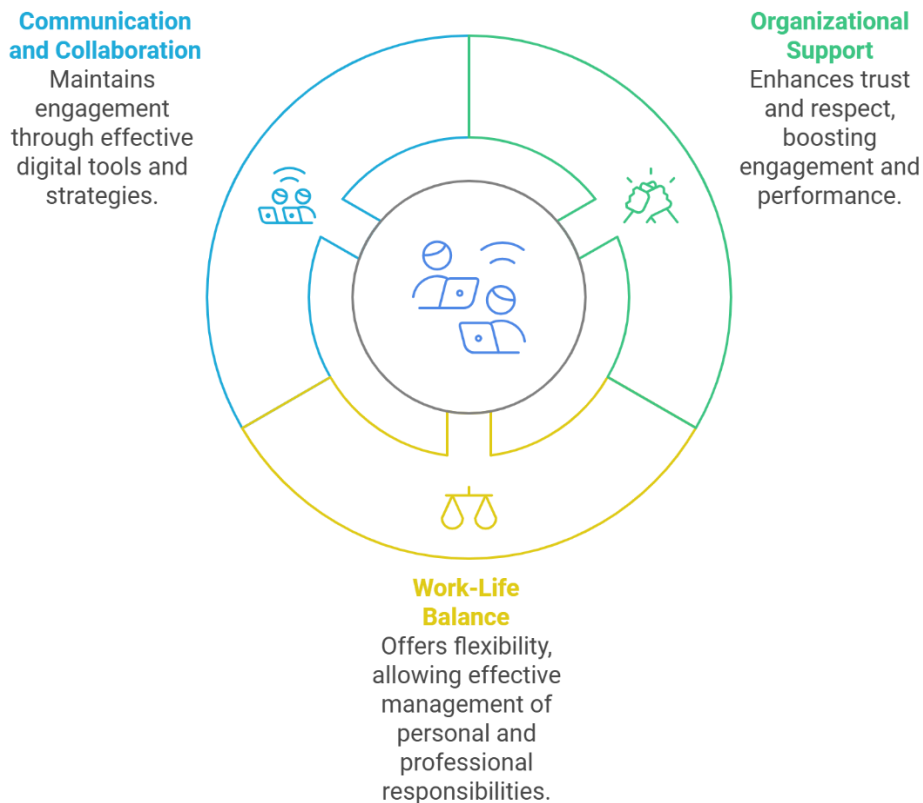 Communication
and Collaboration
Maintains
engagement
through effective
digital tools and
strategies.
Organizational
Support
Enhances trust
and respect,
boosting
engagement and
performance.
Work-Life
Balance
Offers flexibility,
allowing effective
management of
personal and
professional
responsibilities.